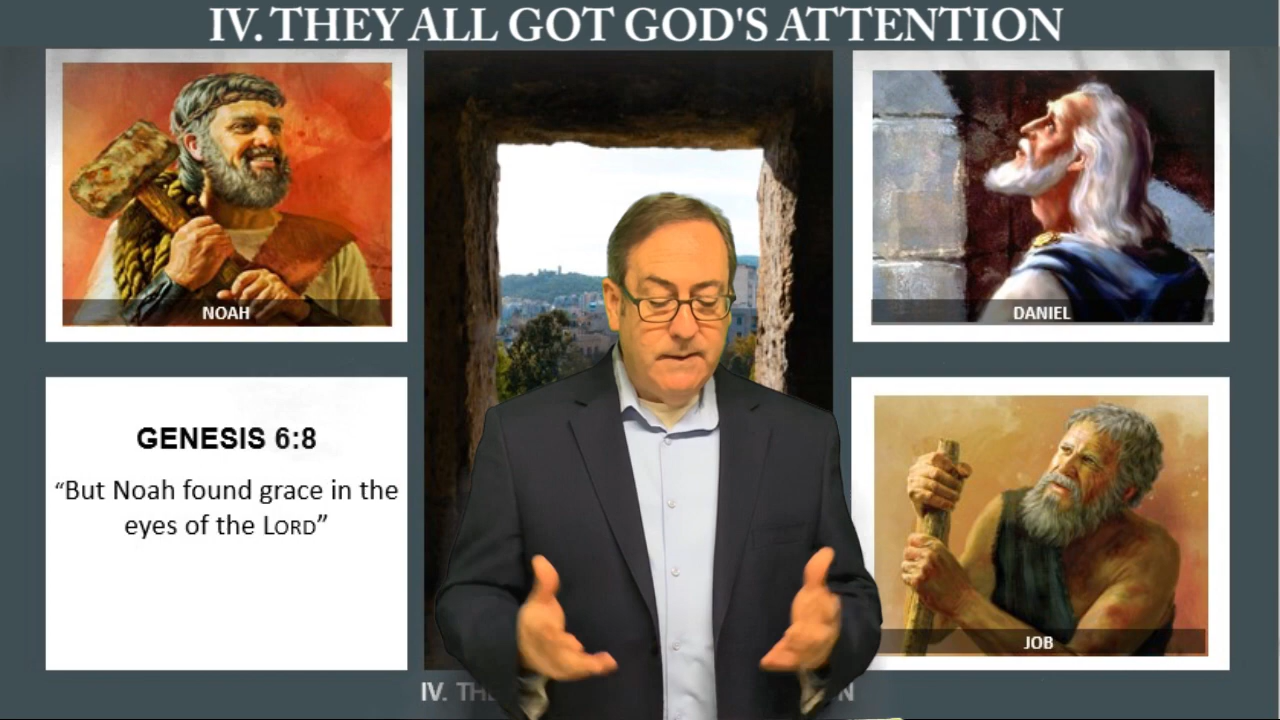 IV. THEY ALL GOT GOD'S ATTENTION
NOAH
DANIEL
GENESIS 6:8
“But Noah found grace in the
eyes of the LORD”
JOB
IV.